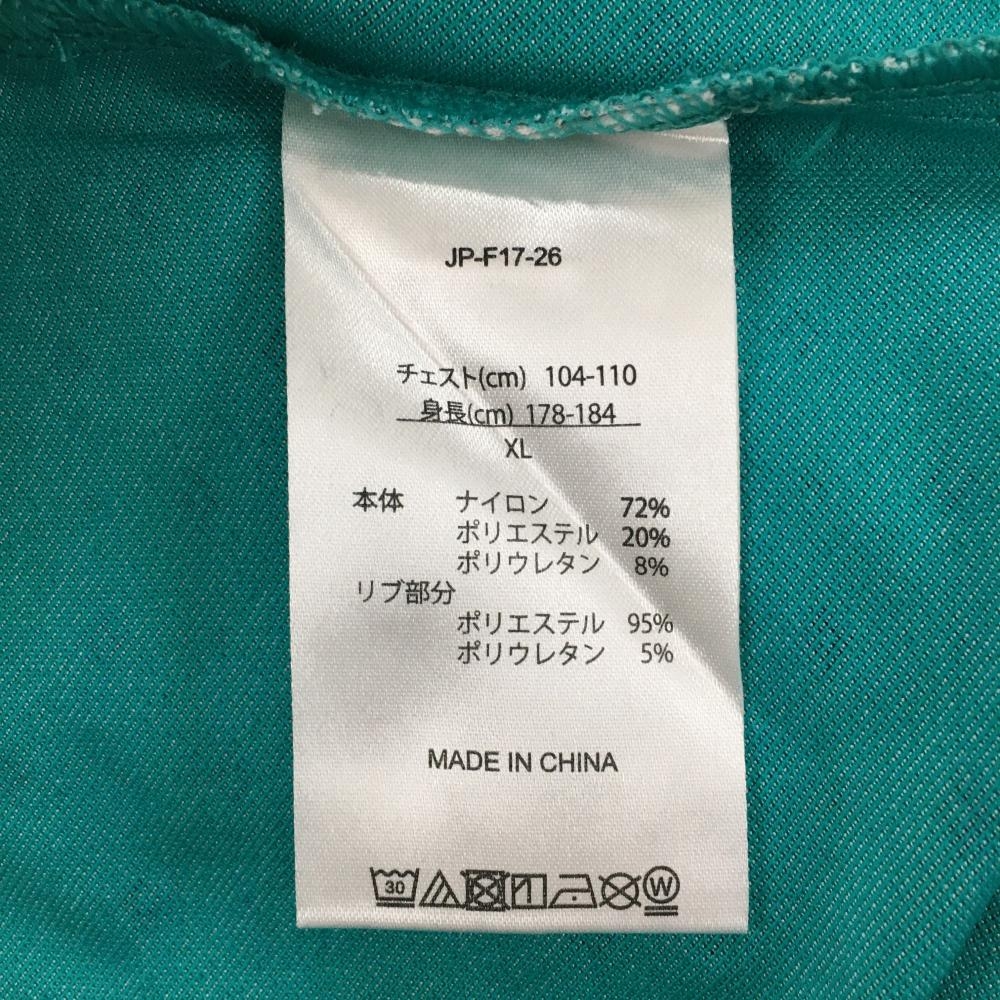 JP-F17-26
チェスト(cm) 104-110
身長(cm) 178-184
XL
本体 ナイロン 72%
ポリエステル 20%
ポリウレタン 8%
リブ部分
ポリエステル 95%
ポリウレタン 5%
MADE IN CHINA
30 W